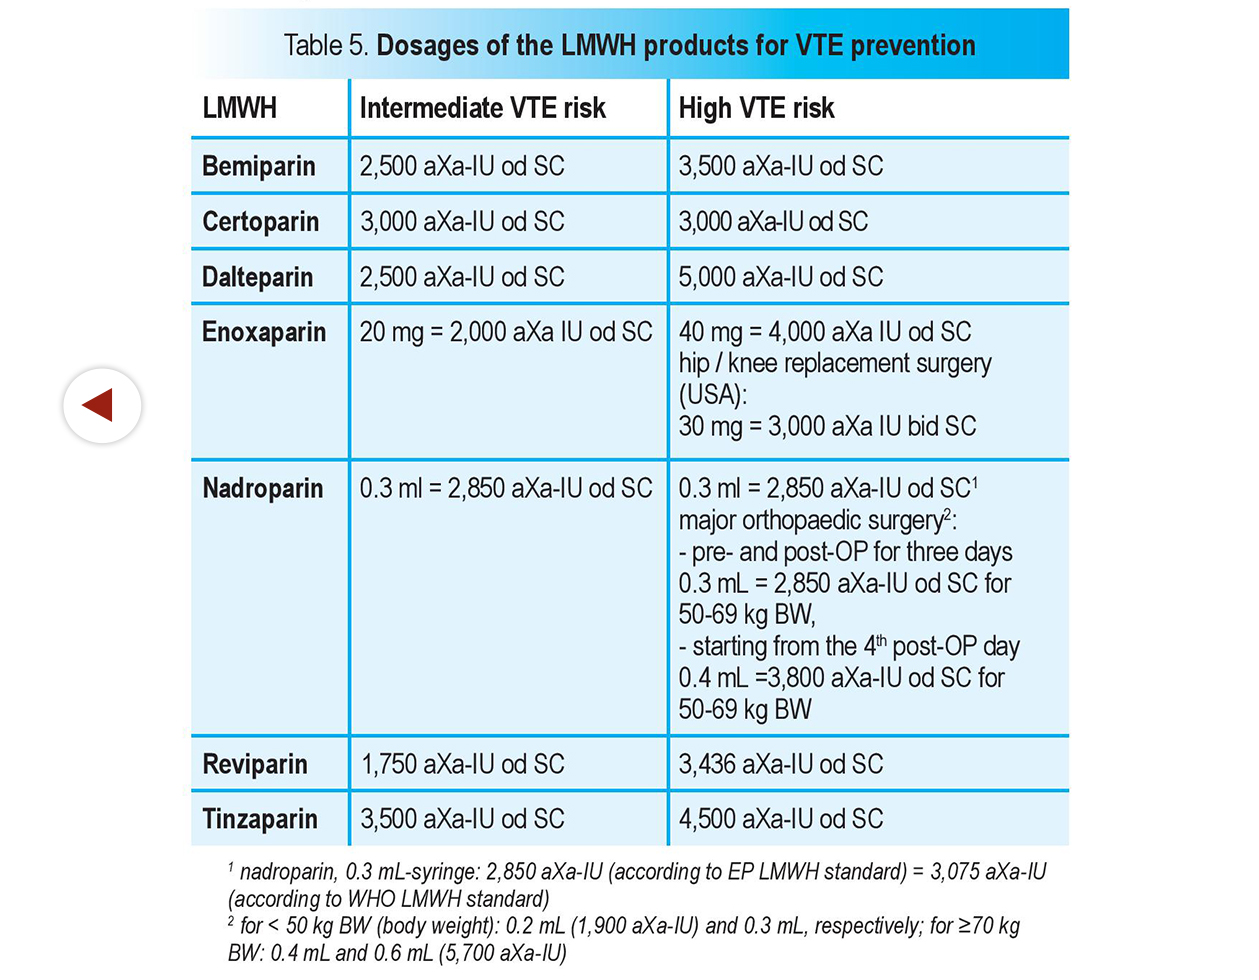 Table 5. Dosages of the LMWH products for VTE prevention
LMWH Intermediate VTE risk High VTE risk
Bemiparin 2,500 aXa-IU od SC 3,500 aXa-IU od SC
Certoparin 3,000 aXa-IU od SC 3,000 aXa-IU od SC
Dalteparin 2,500 aXa-IU od SC 5,000 aXa-IU od SC
Enoxaparin 20 mg = 2,000 aXa IU od SC 40 mg = 4,000 aXa IU od SC
hip / knee replacement surgery
(USA):
30 mg = 3,000 aXa IU bid SC
Nadroparin 0.3 ml = 2,850 aXa-IU od SC 0.3 ml = 2,850 aXa-IU od SC¹
major orthopaedic surgery²:
- pre- and post-OP for three days
0.3 mL = 2,850 aXa-IU od SC for
50-69 kg BW,
- starting from the 4th post-OP day
0.4 mL =3,800 aXa-IU od SC for
50-69 kg BW
Reviparin 1,750 aXa-IU od SC 3,436 aXa-IU od SC
Tinzaparin 3,500 aXa-IU od SC 4,500 aXa-IU od SC
¹ nadroparin, 0.3 mL-syringe: 2,850 aXa-IU (according to EP LMWH standard) = 3,075 aXa-IU
(according to WHO LMWH standard)
² for < 50 kg BW (body weight): 0.2 mL (1,900 aXa-IU) and 0.3 mL, respectively; for ≥70 kg
BW: 0.4 mL and 0.6 mL (5,700 aXa-IU)